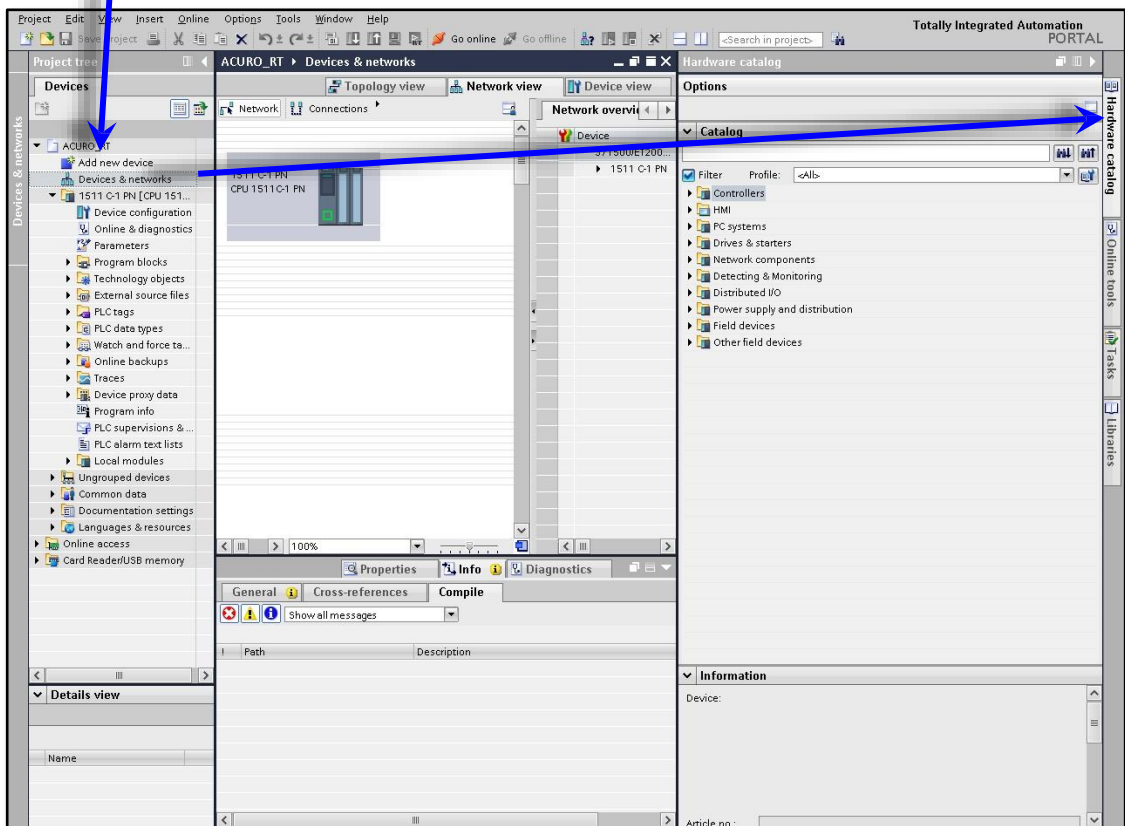 Project Edit View Insert Online Options Tools Window Help
Totally Integrated Automation
PORTAL
Save project
Go online
Go offline
<Search in project>
Project tree
Devices
Devices & networks
ACURO_RT
Add new device
Devices & networks
1511 C-1 PN [CPU 151...
Device configuration
Online & diagnostics
Parameters
Program blocks
Technology objects
External source files
PLC tags
PLC data types
Watch and force ta...
Online backups
Traces
Device proxy data
Program info
PLC supervisions & ...
PLC alarm text lists
Local modules
Ungrouped devices
Common data
Documentation settings
Languages & resources
Online access
Card Reader/USB memory
Details view
Name
ACURO_RT Devices & networks
Topology view
Network view
Device view
Network
Connections
1511 C-1 PN
CPU 1511C-1 PN
100%
Network overvi
Device
1511 C-1 PN
Properties
Info
Diagnostics
General
Cross-references
Compile
Show all messages
! Path Description
Hardware catalog
Options
Catalog
Filter Profile: <All>
Controllers
HMI
PC systems
Drives & starters
Network components
Detecting & Monitoring
Distributed I/O
Power supply and distribution
Field devices
Other field devices
Information
Device:
Article no.:
Hardware catalog
Online tools
Tasks
Libraries